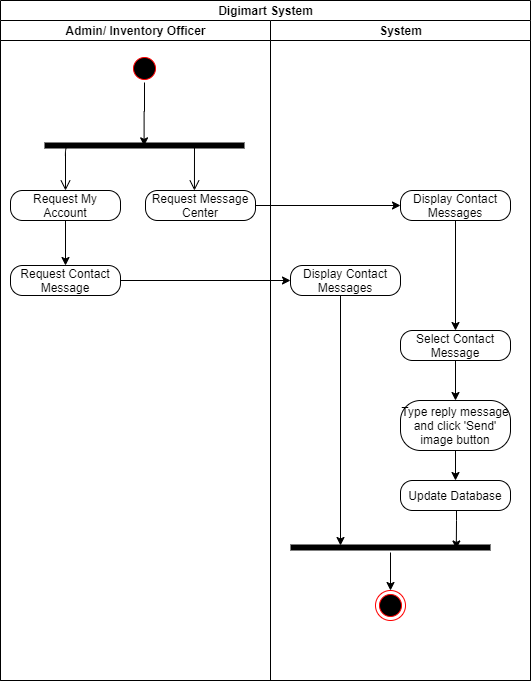 Digimart System
Admin/ Inventory Officer
System
Request My
Account
Request Message
Center
Display Contact
Messages
Request Contact
Message
Display Contact
Messages
Select Contact
Message
Type reply message
and click 'Send'
image button
Update Database